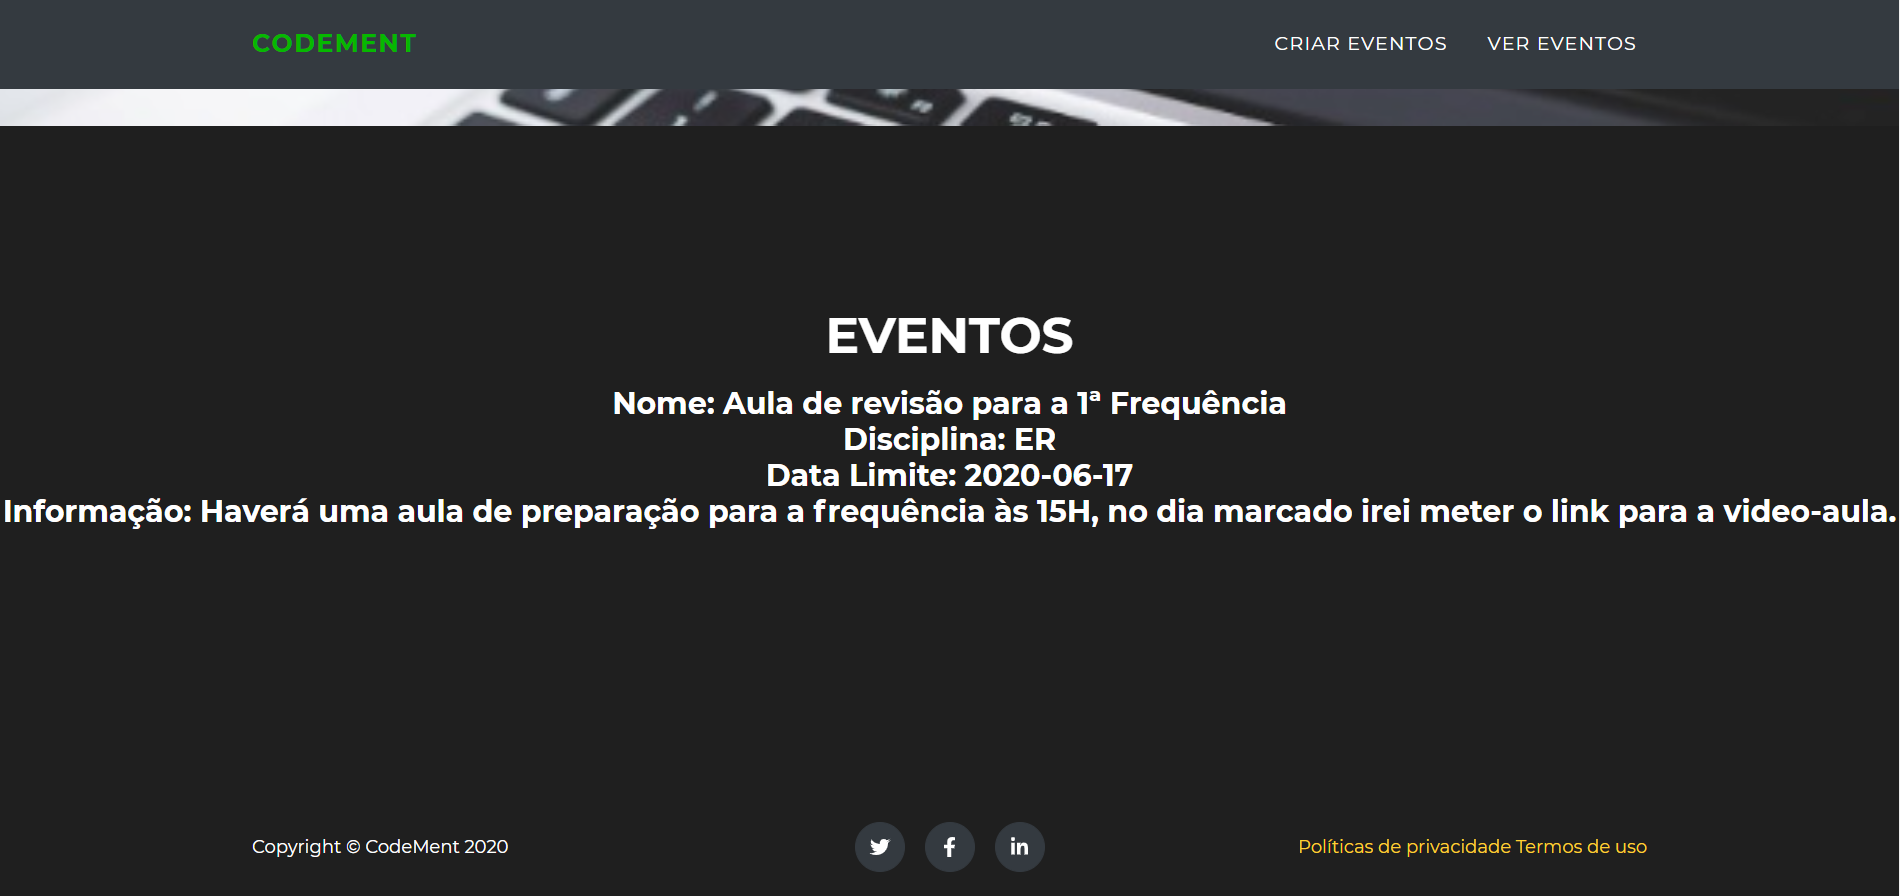 CODEMENT
CRIAR EVENTOS VER EVENTOS
EVENTOS
Nome: Aula de revisão para a 1ª Frequência
Disciplina: ER
Data Limite: 2020-06-17
Informação: Haverá uma aula de preparação para a frequência às 15H, no dia marcado irei meter o link para a video-aula.
Copyright © CodeMent 2020
Políticas de privacidade Termos de uso